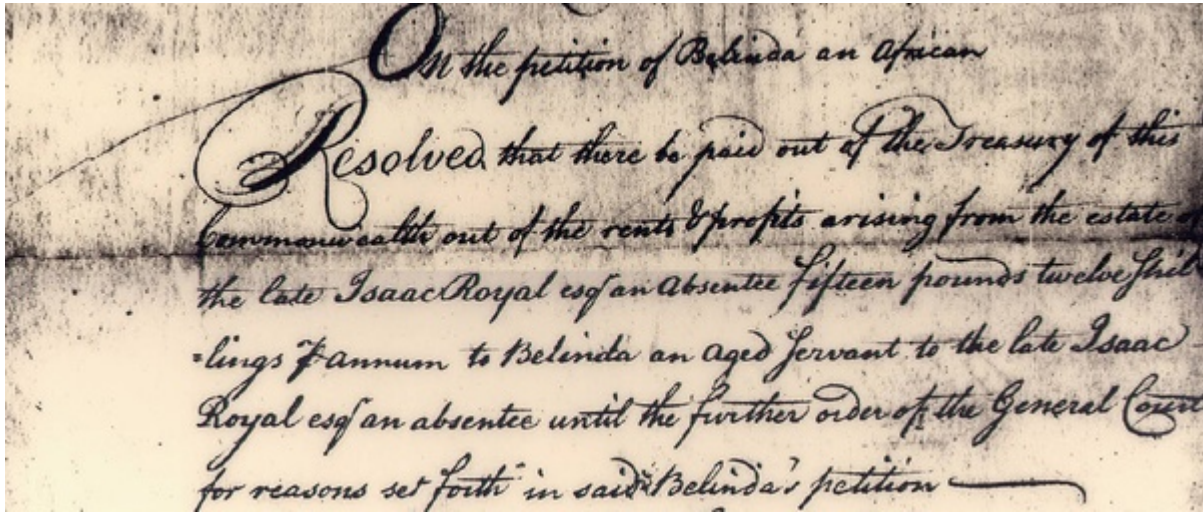 On the petition of Belinda an African
Resolved that there be paid out of the Treasury of this
Commonwealth out of the rents & profits arising from the estate of
the late Isaac Royal esqr an absentee fifteen pounds twelve shil
=lings ⅌ annum to Belinda an aged servant to the late Isaac
Royal esqr an absentee until the further order of the General Court
for reasons set forth in said Belinda's petition